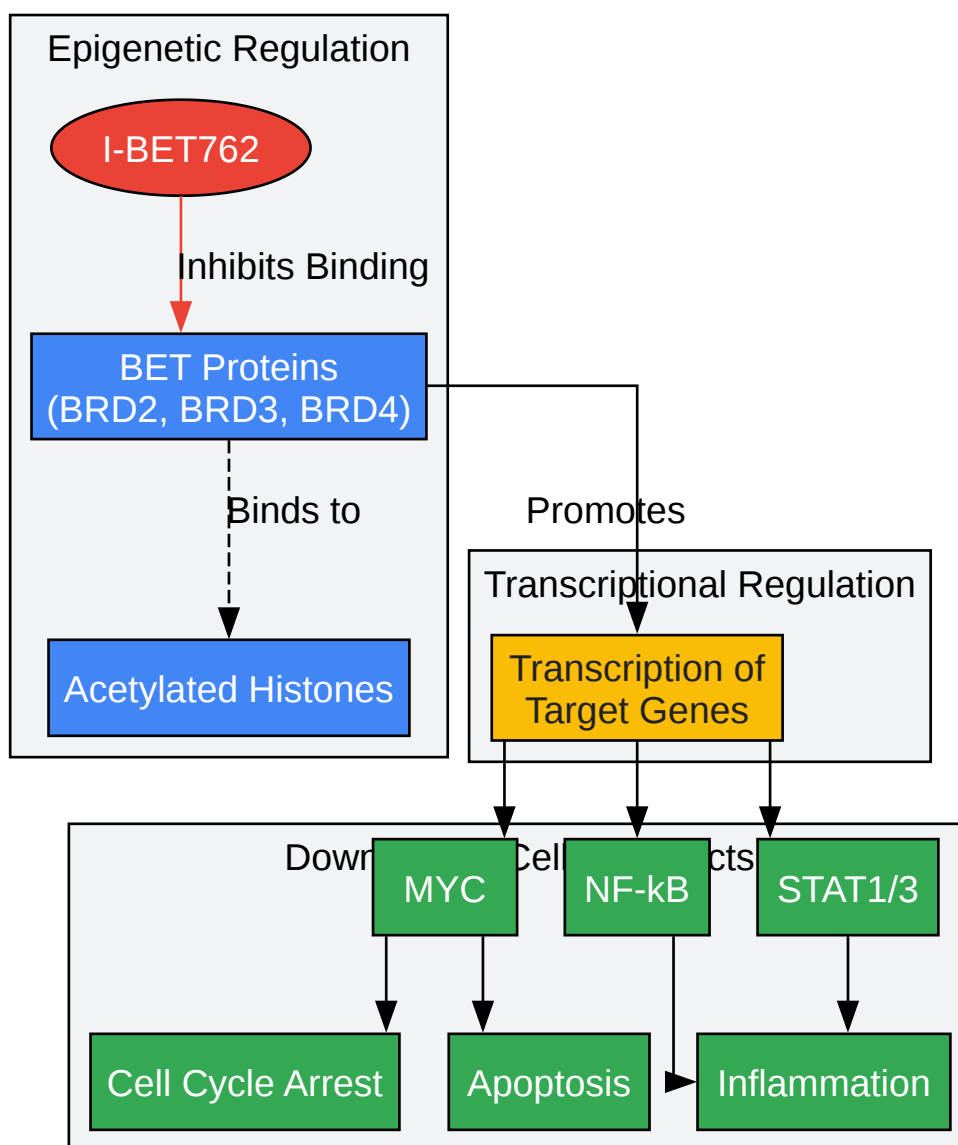 Epigenetic Regulation
I-BET762
Inhibits Binding
BET Proteins
(BRD2, BRD3, BRD4)
Binds to
Promotes
Acetylated Histones
Transcriptional Regulation
Transcription of
Target Genes
MYC
NF-kB
STAT1/3
Cell Cycle Arrest
Apoptosis
Inflammation